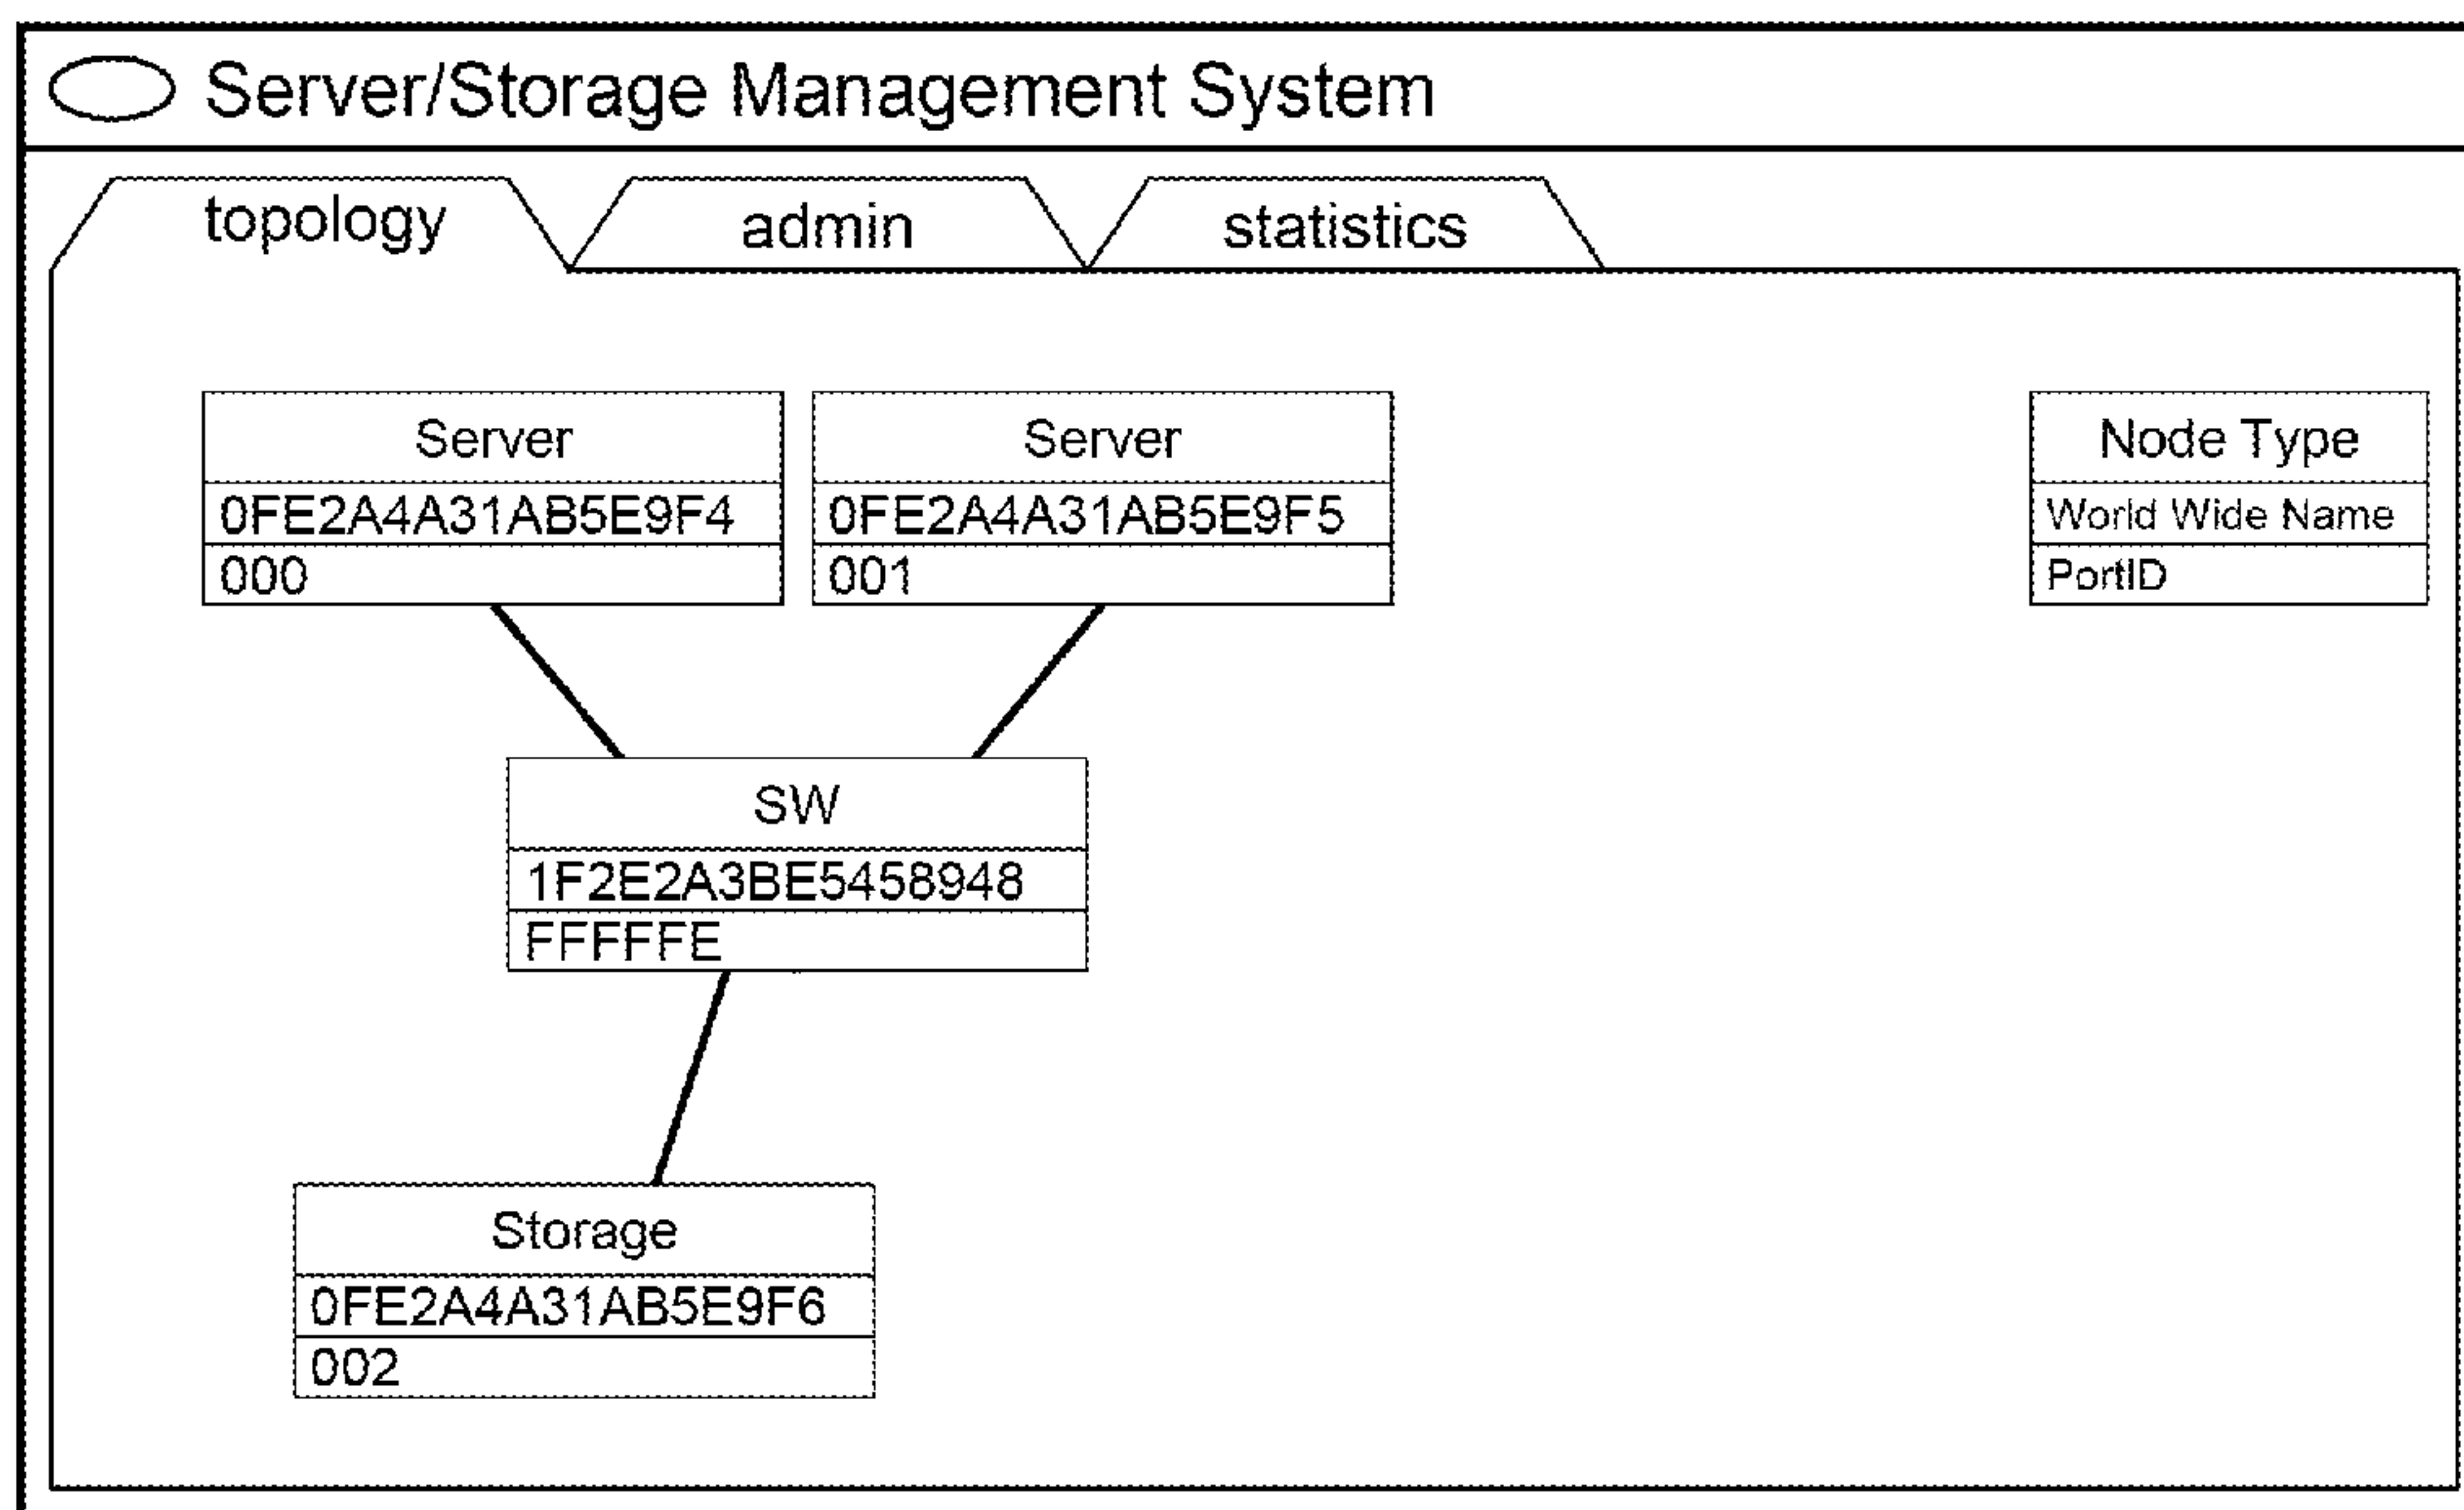 Server/Storage Management System
topology
admin
statistics
Server
0FE2A4A31AB5E9F4
000
Server
0FE2A4A31AB5E9F5
001
Node Type
World Wide Name
PortID
SW
1F2E2A3BE5458948
FFFFFE
Storage
0FE2A4A31AB5E9F6
002